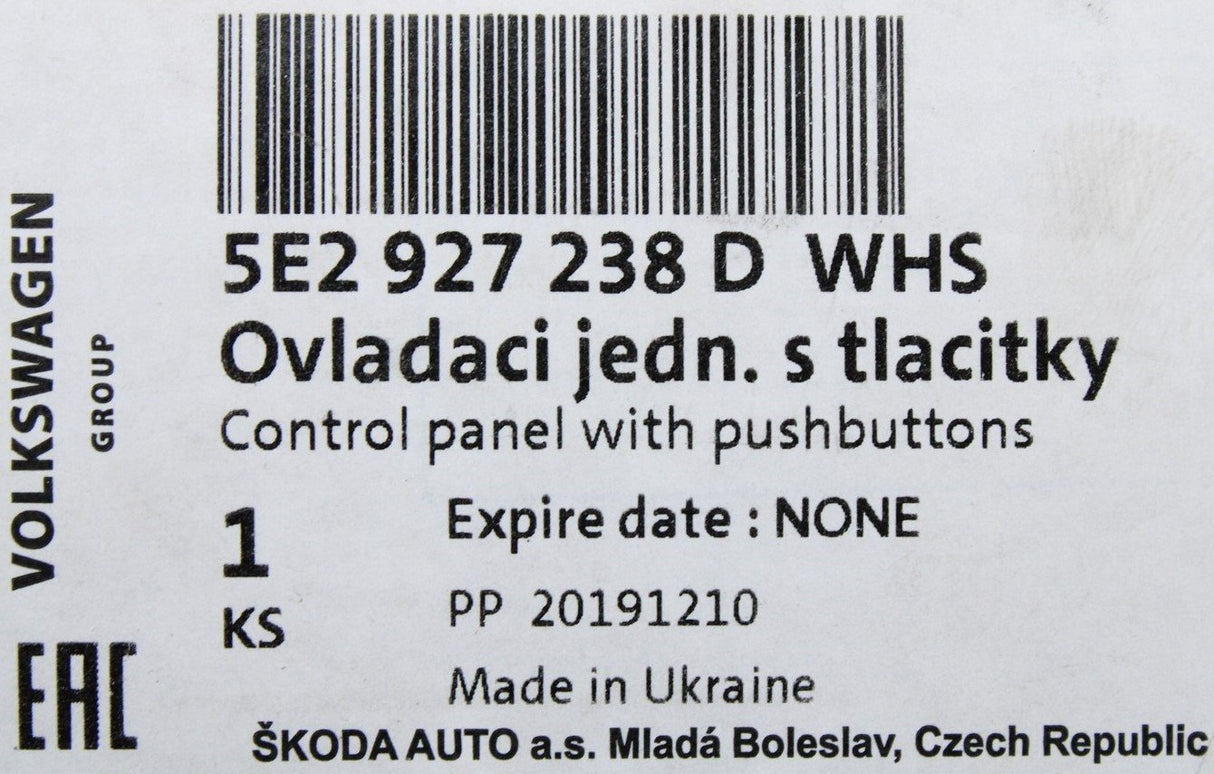 5E2 927 238 D WHS
Ovladaci jedn. s tlacitky
Control panel with pushbuttons
1
KS
Expire date : NONE
PP 20191210
Made in Ukraine
ŠKODA AUTO a.s. Mladá Boleslav, Czech Republic
VOLKSWAGEN
GROUP
EAC